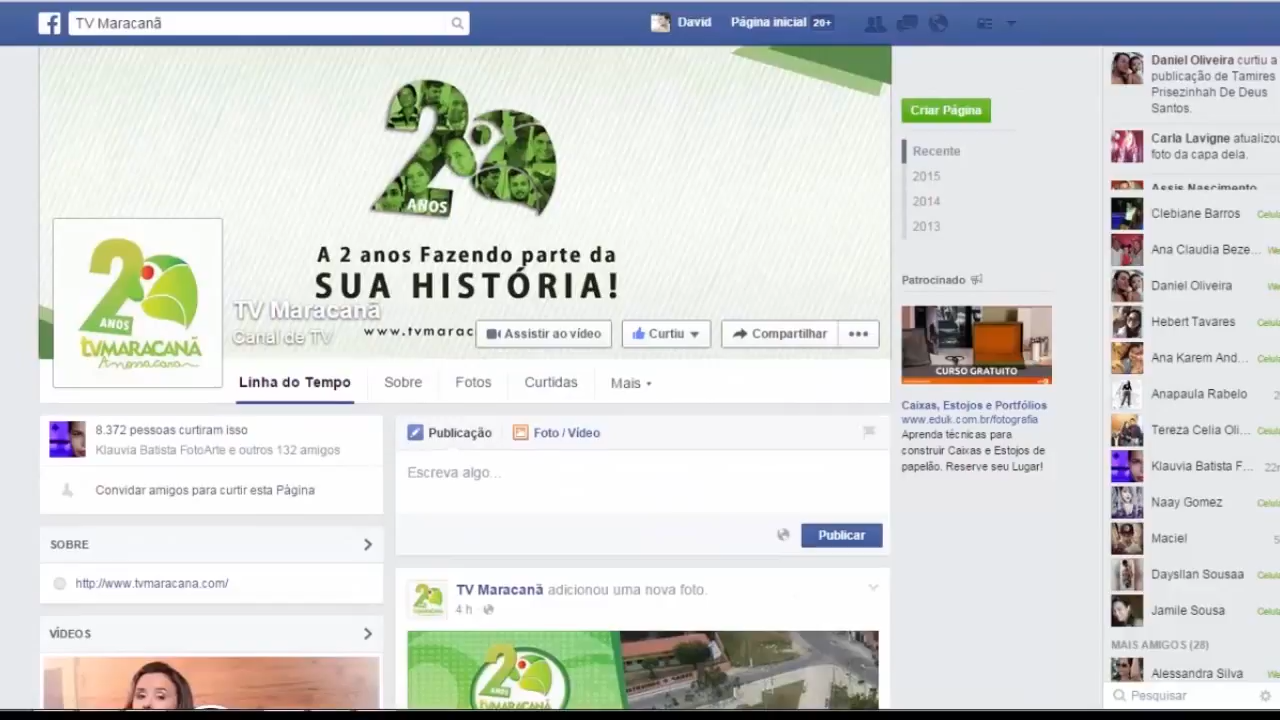 TV Maracanã
David
Página inicial 20+
20
ANOS
A 2 anos Fazendo parte da
SUA HISTÓRIA!
www.tvmarac
20
ANOS
tvMARACANÃ
TV Maracanã
Canal de TV
Assistir ao vídeo
Curtiu
Compartilhar
Linha do Tempo
Sobre
Fotos
Curtidas
Mais
8.372 pessoas curtiram isso
Klauvia Batista FotoArte e outros 132 amigos
Convidar amigos para curtir esta Página
SOBRE
http://www.tvmaracana.com/
VÍDEOS
Publicação
Foto / Vídeo
Escreva algo...
Publicar
TV Maracanã adicionou uma nova foto.
4 h
20
ANOS
Criar Página
Recente
2015
2014
2013
Patrocinado
CURSO GRATUITO
Caixas, Estojos e Portfólios
www.eduk.com.br/fotografia
Aprenda técnicas para
construir Caixas e Estojos de
papelão. Reserve seu Lugar!
Daniel Oliveira curtiu a
publicação de Tamires
Prisezinhah De Deus
Santos.
Carla Lavigne atualizou
foto da capa dela.
Assis Nascimento
Clebiane Barros
Ana Claudia Beze...
Daniel Oliveira
Hebert Tavares
Ana Karem And...
Anapaula Rabelo
Tereza Celia Oli...
Klauvia Batista F...
Naay Gomez
Maciel
Daysllan Sousaa
Jamile Sousa
MAIS AMIGOS (28)
Alessandra Silva
Pesquisar